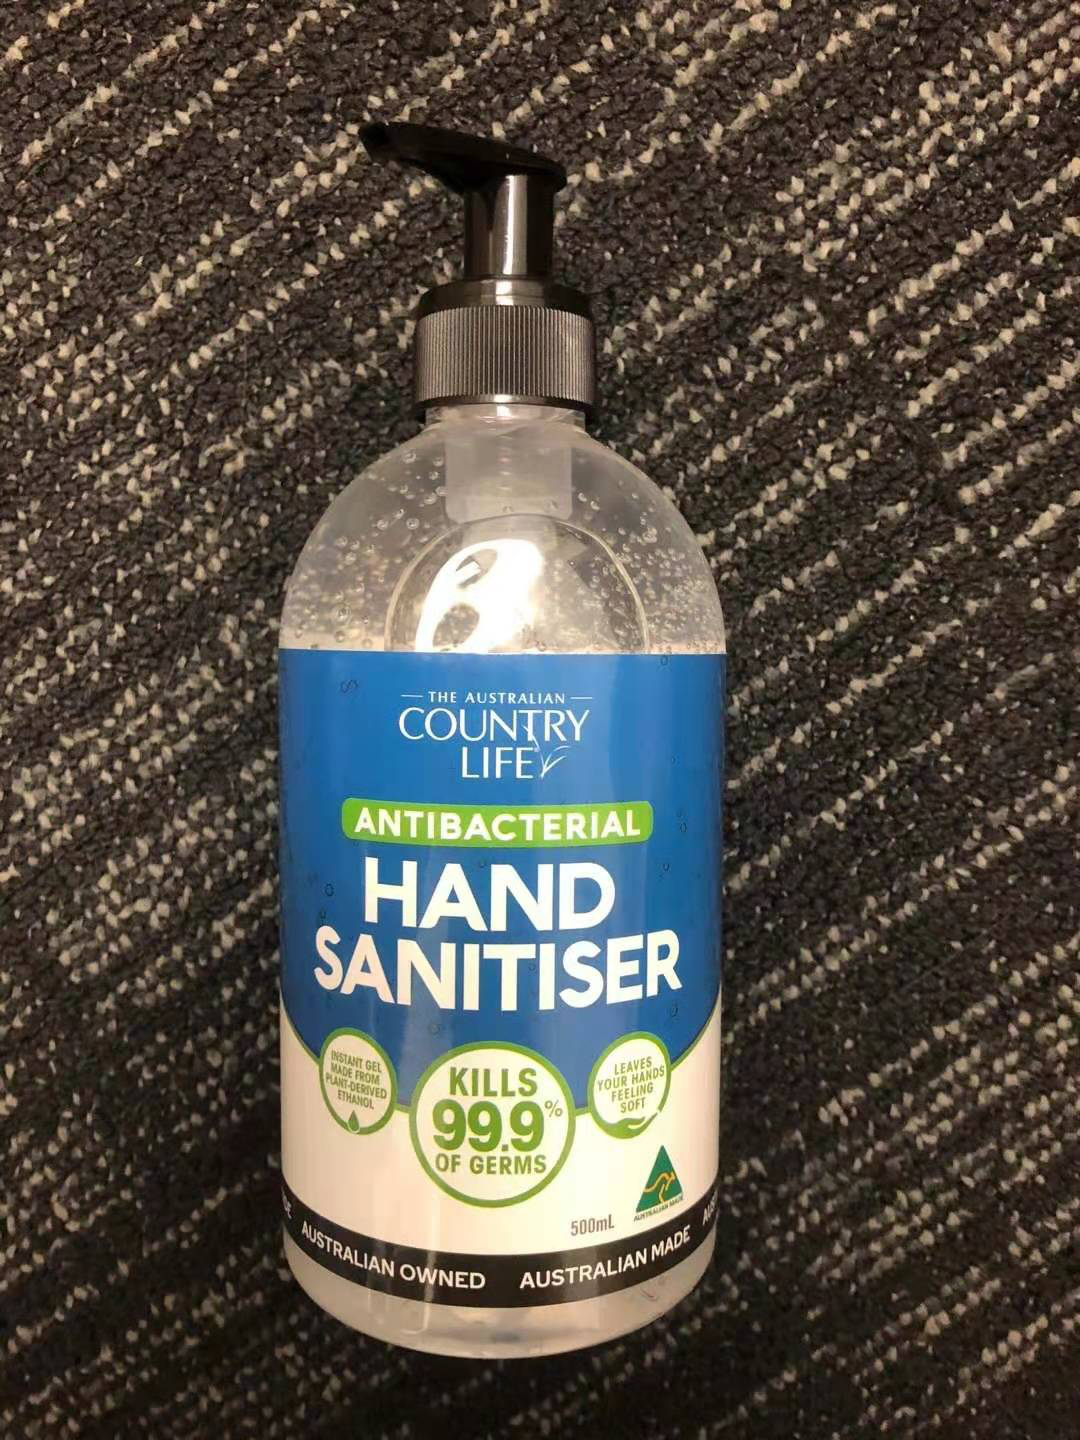 THE AUSTRALIAN
COUNTRY
LIFE
ANTIBACTERIAL
HAND
SANITISER
INSTANT GEL
MADE FROM
PLANT-DERIVED
ETHANOL
KILLS
99.9%
OF GERMS
LEAVES
YOUR HANDS
FEELING
SOFT
AUSTRALIAN MADE
500mL
AUSTRALIAN OWNED AUSTRALIAN MADE